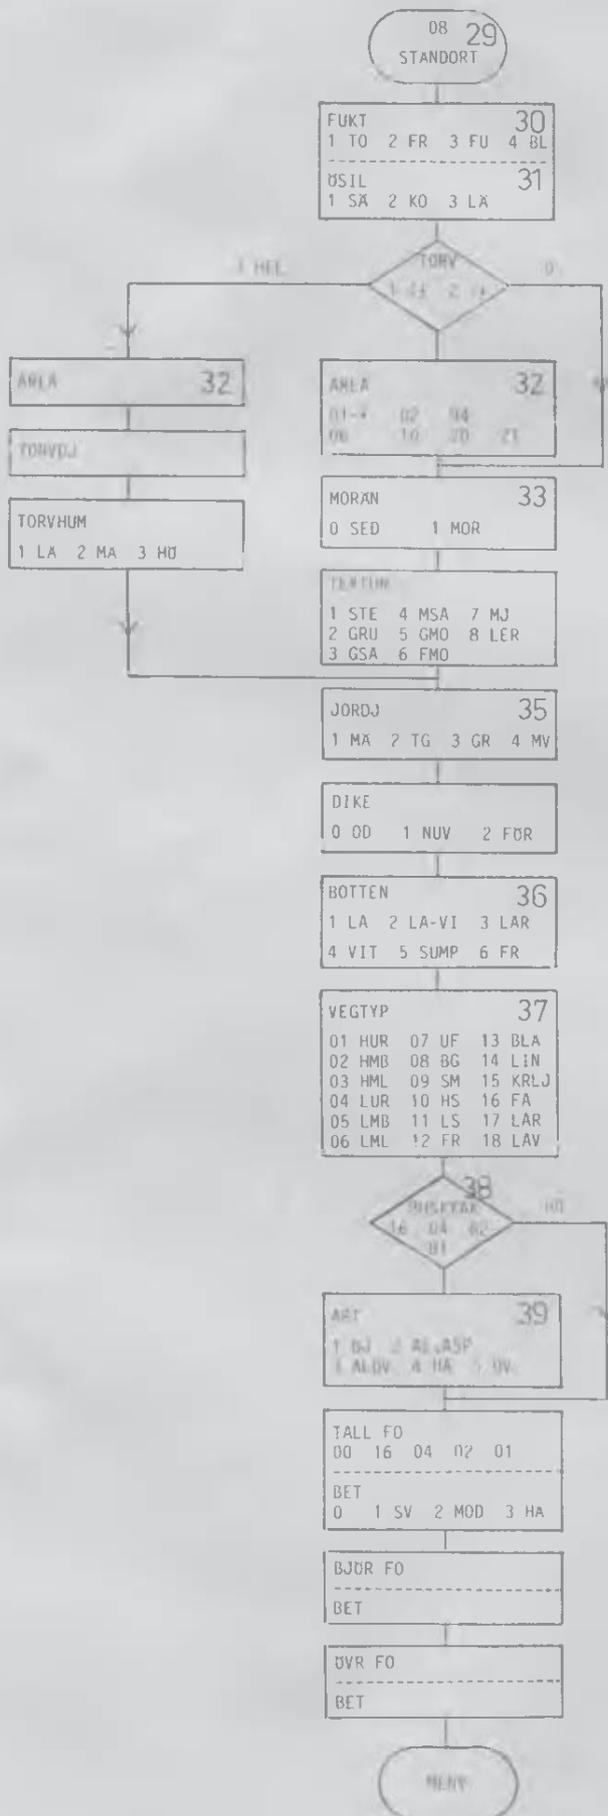 08 29
STANDORT
FUKT 30
1 TO 2 FR 3 FU 4 BL
ÖSIL 31
1 SÄ 2 KO 3 LÄ
TORV
0
AREA 32
AREA 32
02 04
06 10 20
TORVDJ
MORÄN 33
0 SED 1 MOR
TORVHUM
1 LÅ 2 MÅ 3 HÖ
TEXTUR
1 STE 4 MSA 7 MJ
2 GRU 5 GMO 8 LER
3 GSA 6 FMO
JORDJ 35
1 MÄ 2 TG 3 GR 4 MV
DIKE
0 OD 1 NUV 2 FÖR
BOTTEN 36
1 LA 2 LA-VI 3 LAR
4 VIT 5 SUMP 6 FR
VEGTYP 37
01 HUR 07 UF 13 BLÅ
02 HMB 08 BG 14 LIN
03 HML 09 SM 15 KRLJ
04 LUR 10 HS 16 FA
05 LMB 11 LS 17 LAR
06 LML 12 FR 18 LAV
38
16 04 02
01
ART 39
1 BJ
4
TALL FO
00 16 04 02 01
BET
0 1 SV 2 MOD 3 HA
BJÖR FO
BET
ÖVR FO
BET
MENY